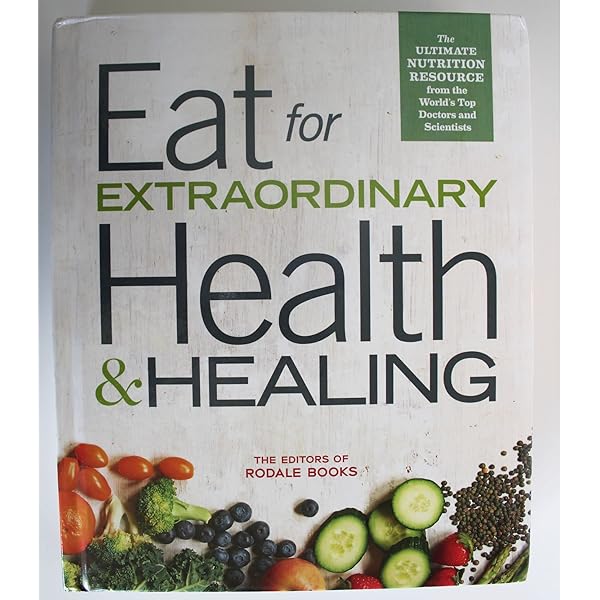 The
ULTIMATE
NUTRITION
RESOURCE
from the
World's Top
Doctors and
Scientists
Eat for
EXTRAORDINARY
Health
& HEALING
THE EDITORS OF
RODALE BOOKS